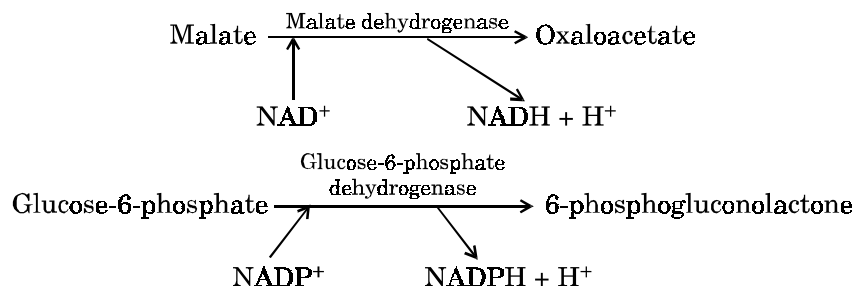 Malate dehydrogenase
Malate Oxaloacetate
NAD⁺ NADH + H⁺
Glucose-6-phosphate
dehydrogenase
Glucose-6-phosphate 6-phosphogluconolactone
NADP⁺ NADPH + H⁺